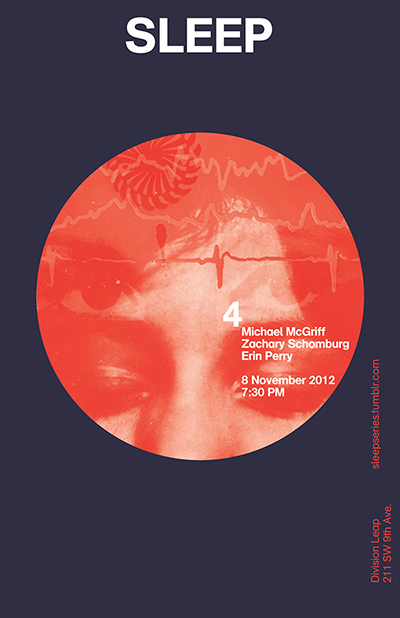 SLEEP
4
Michael McGriff
Zachary Schomburg
Erin Perry
8 November 2012
7:30 PM
sleepseries.tumblr.com
Division Leap
211 SW 9th Ave.